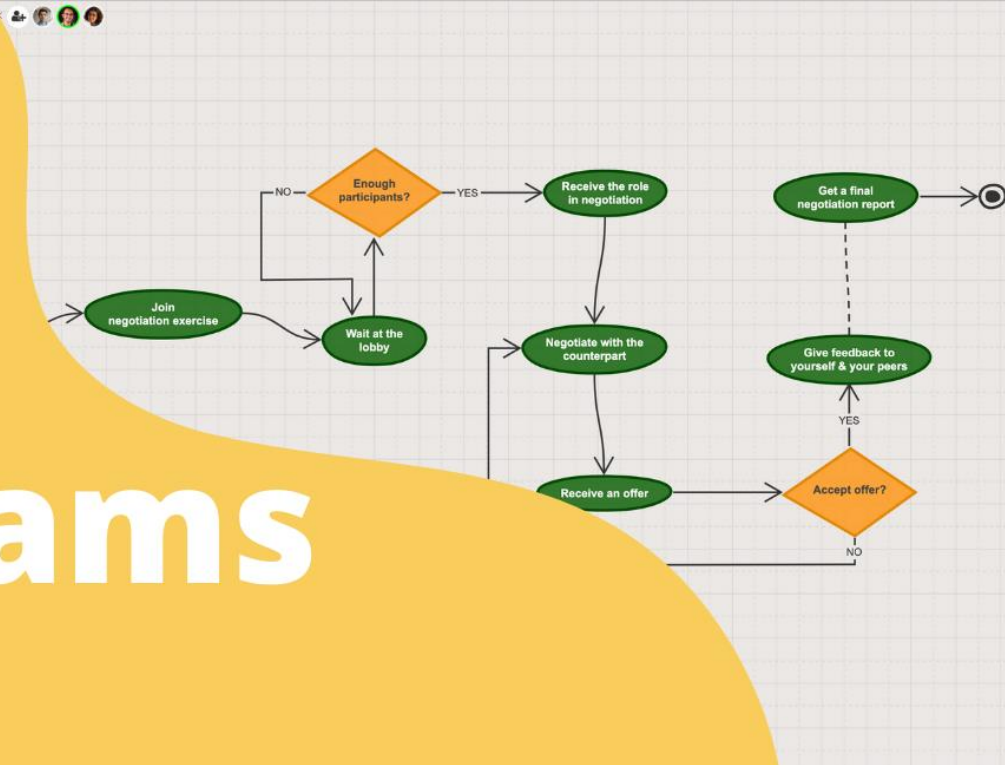 Enough
participants?
NO
YES
Receive the role
in negotiation
Get a final
negotiation report
Join
negotiation exercise
Wait at the
lobby
Negotiate with the
counterpart
Give feedback to
yourself & your peers
YES
Receive an offer
Accept offer?
NO
ams